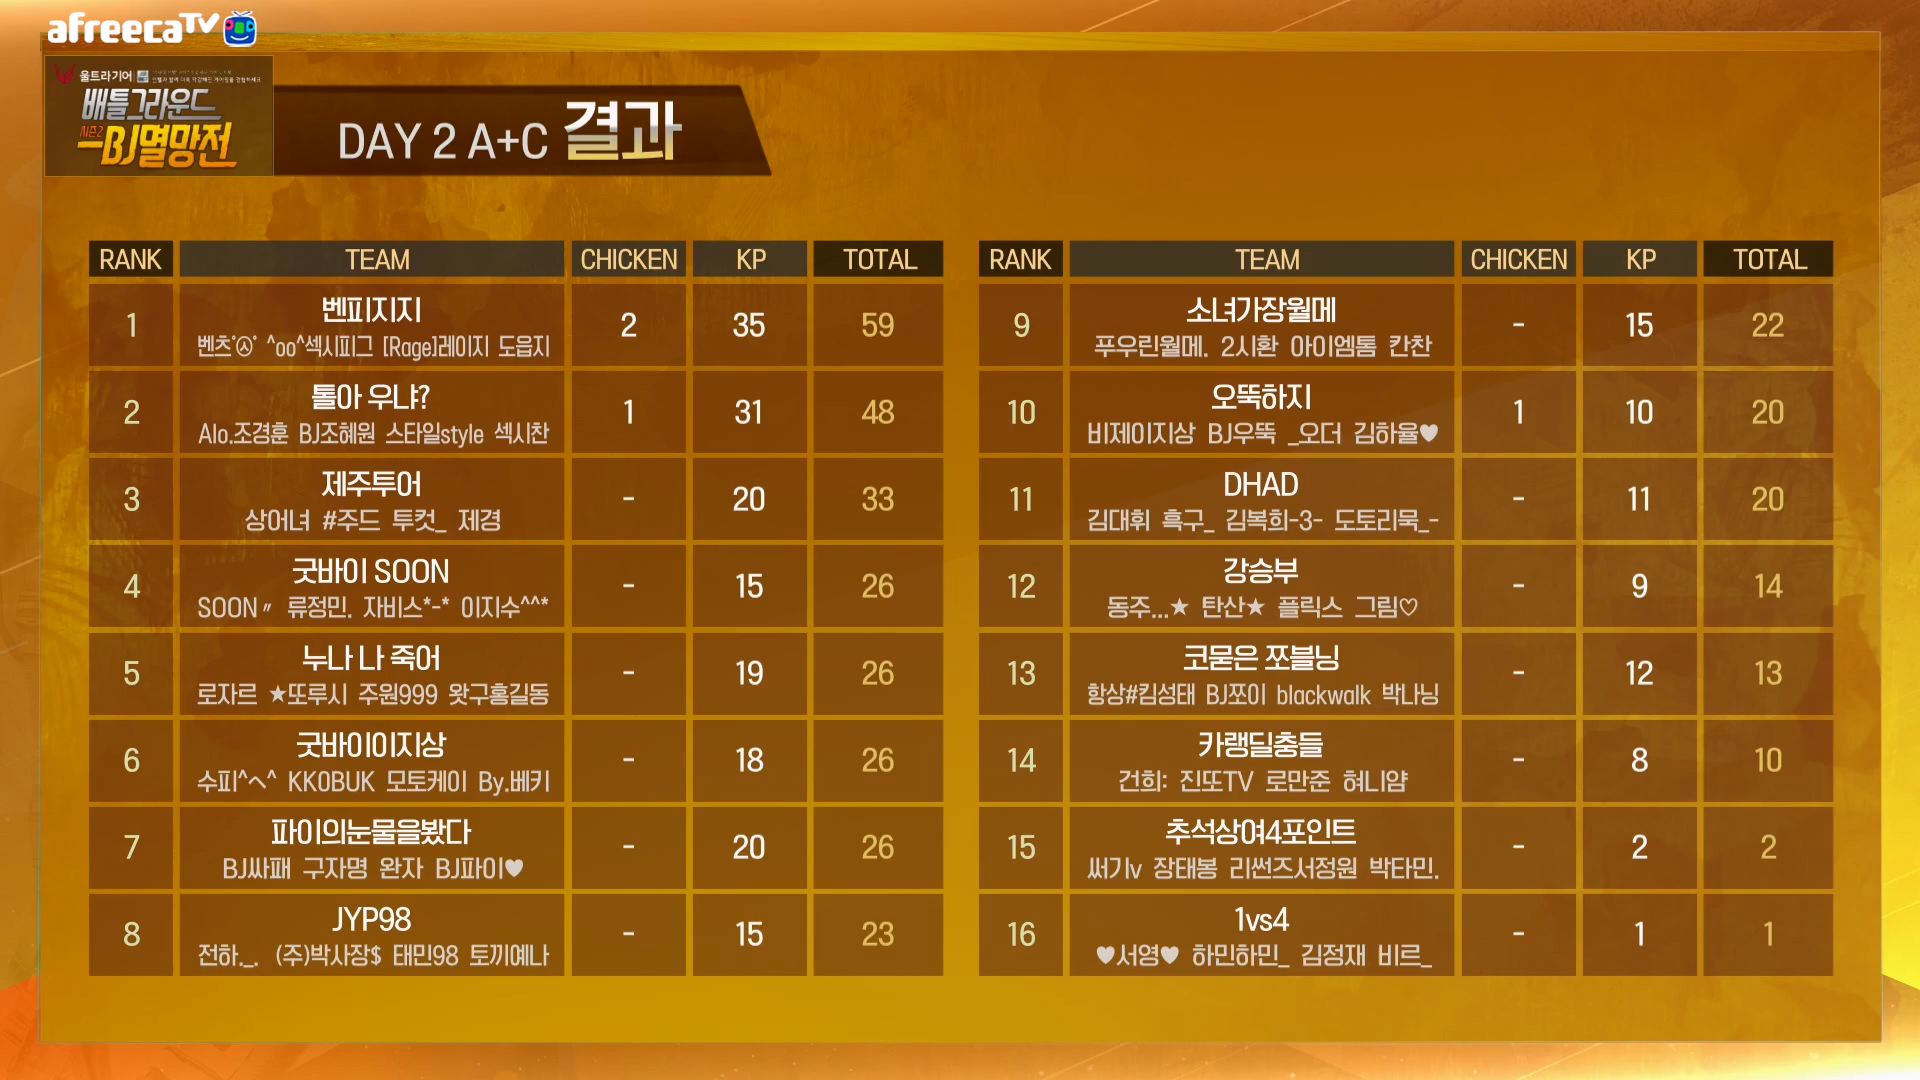 afreecaTV
울트라기어
배틀그라운드
시즌2
BJ멸망전
DAY 2 A+C 결과
RANK TEAM CHICKEN KP TOTAL
1 벤피지지 2 35 59
벤츠 ^oo^섹시피그 [Rage]레이지 도읍지
2 톨아 우냐? 1 31 48
Alo.조경훈 BJ조혜원 스타일style 섹시찬
3 제주투어 - 20 33
상어녀 #주드 투컷_ 제경
4 굿바이 SOON - 15 26
SOON〃 류정민. 자비스*-* 이지수^^*
5 누나 나 죽어 - 19 26
로자르 ★또루시 주원999 왓구홍길동
6 굿바이이지상 - 18 26
수피^ㅅ^ KK0BUK 모토케이 By.베키
7 파이의눈물을봤다 - 20 26
BJ싸패 구자명 완자 BJ파이♥
8 JYP98 - 15 23
전하._. (주)박사장$ 태민98 토끼예나
RANK TEAM CHICKEN KP TOTAL
9 소녀가장월메 - 15 22
푸우린월메. 2시환 아이엠톰 칸찬
10 오뚝하지 1 10 20
비제이지상 BJ우뚝 _오더 김하율♥
11 DHAD - 11 20
김대휘 흑구_ 김복희-3- 도토리묵_-
12 강승부 - 9 14
동주...★ 탄산★ 플릭스 그림♡
13 코묻은 쪼블닝 - 12 13
항상#킴성태 BJ쪼이 blackwalk 박나닝
14 카랭딜충들 - 8 10
건희: 진또TV 로만준 혀니얌
15 추석상여4포인트 - 2 2
써기v 장태봉 리썬즈서정원 박타민.
16 1vs4 - 1 1
♥서영♥ 하민하민_ 김정재 비르_